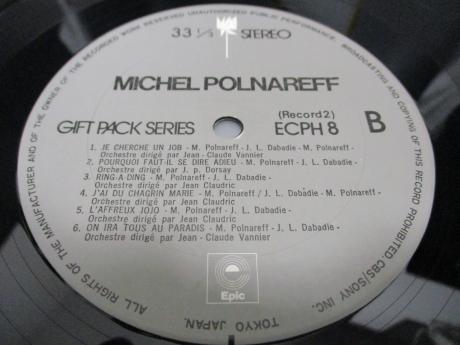 33 1/3 STEREO
MICHEL POLNAREFF
(Record2)
GIFT PACK SERIES ECPH 8 B
1. JE CHERCHE UN JOB - M. Polnareff - J. L. Dabadie -
Orchestre dirigé par Jean - Claude Vannier
2. POURQUOI FAUT-IL SE DIRE ADIEU - M. Polnareff - J. L. Dabadie -
Orchestre dirigé par J. p. Dorsay
3. RING-A-DING - M. Polnareff - J. L. Dabadie -
Orchestre dirigé par Jean Claudric
4. J'AI DU CHAGRIN MARIE - M. Polnareff / J. L. Dabadie - M. Polnareff -
Orchestre dirigé par Jean Claudric
5. L'AFFREUX JOJO - M. Polnareff - J. L. Dabadie -
Orchestre dirigé par Jean Claudric
6. ON IRA TOUS AU PARADIS - M. Polnareff - J. L. Dabadie -
Orchestre dirigé par Jean - Claude Vannier
Epic
ALL RIGHTS OF THE MANUFACTURER AND OF THE OWNER OF THE RECORDED WORK RESERVED UNAUTHORIZED PUBLIC PERFORMANCE, BROADCASTING AND COPYING OF THIS RECORD PROHIBITED CBS/SONY INC. TOKYO JAPAN.